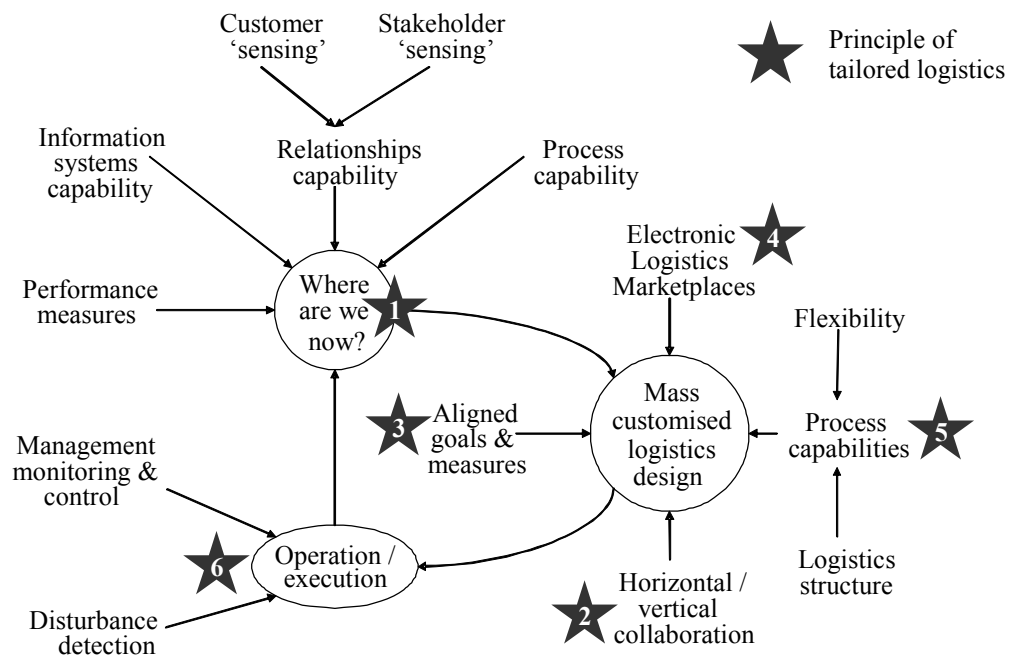 Customer
‘sensing’
Stakeholder
‘sensing’
Principle of
tailored logistics
Information
systems
capability
Relationships
capability
Process
capability
Performance
measures
Where
are we
now?
1
Electronic
Logistics
Marketplaces
4
Flexibility
Aligned
goals &
measures
3
Mass
customised
logistics
design
Process
capabilities
5
Management
monitoring &
control
Operation /
execution
6
Disturbance
detection
Horizontal /
vertical
collaboration
2
Logistics
structure